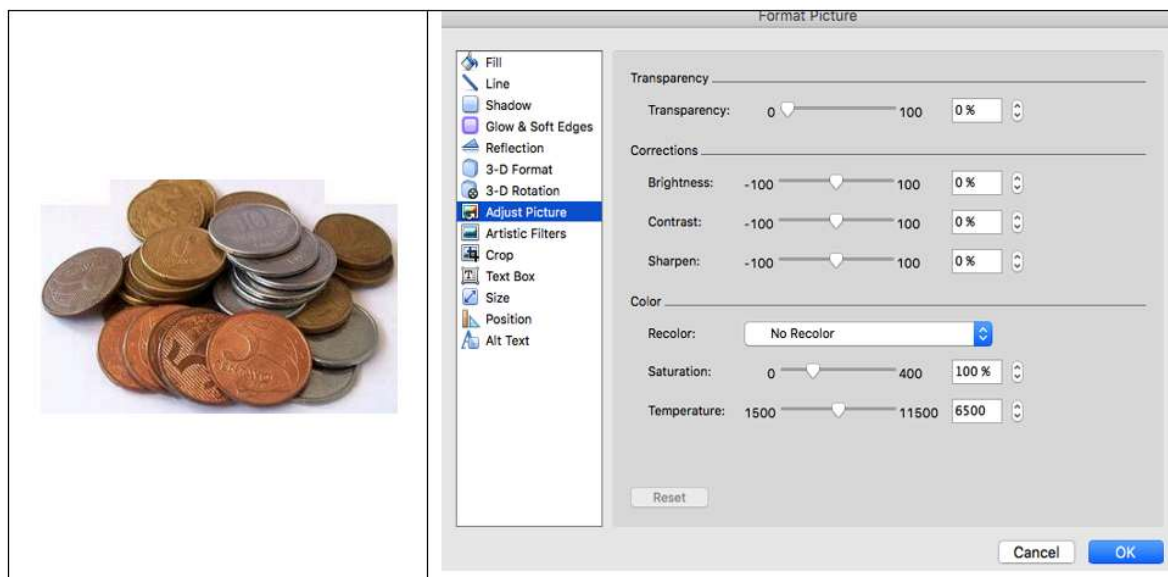 Format Picture
Fill
Line
Shadow
Glow & Soft Edges
Reflection
3-D Format
3-D Rotation
Adjust Picture
Artistic Filters
Crop
Text Box
Size
Position
Alt Text
Transparency
Transparency: 0 100 0 %
Corrections
Brightness: -100 100 0 %
Contrast: -100 100 0 %
Sharpen: -100 100 0 %
Color
Recolor: No Recolor
Saturation: 0 400 100 %
Temperature: 1500 11500 6500
Reset
Cancel OK
10
5